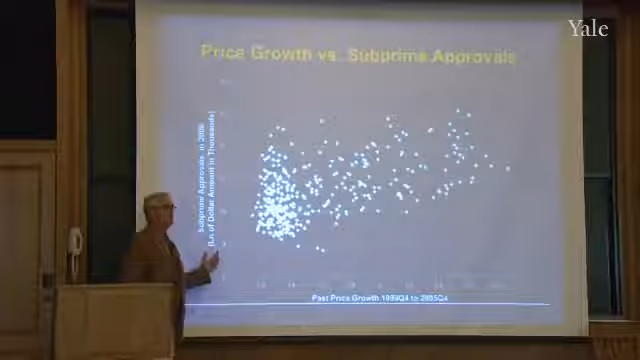 Yale
Price Growth vs. Subprime Approvals
Subprime Approvals in 2006
(Ln of Dollar Amount in Thousands)
Past Price Growth 1999Q4 to 2005Q4